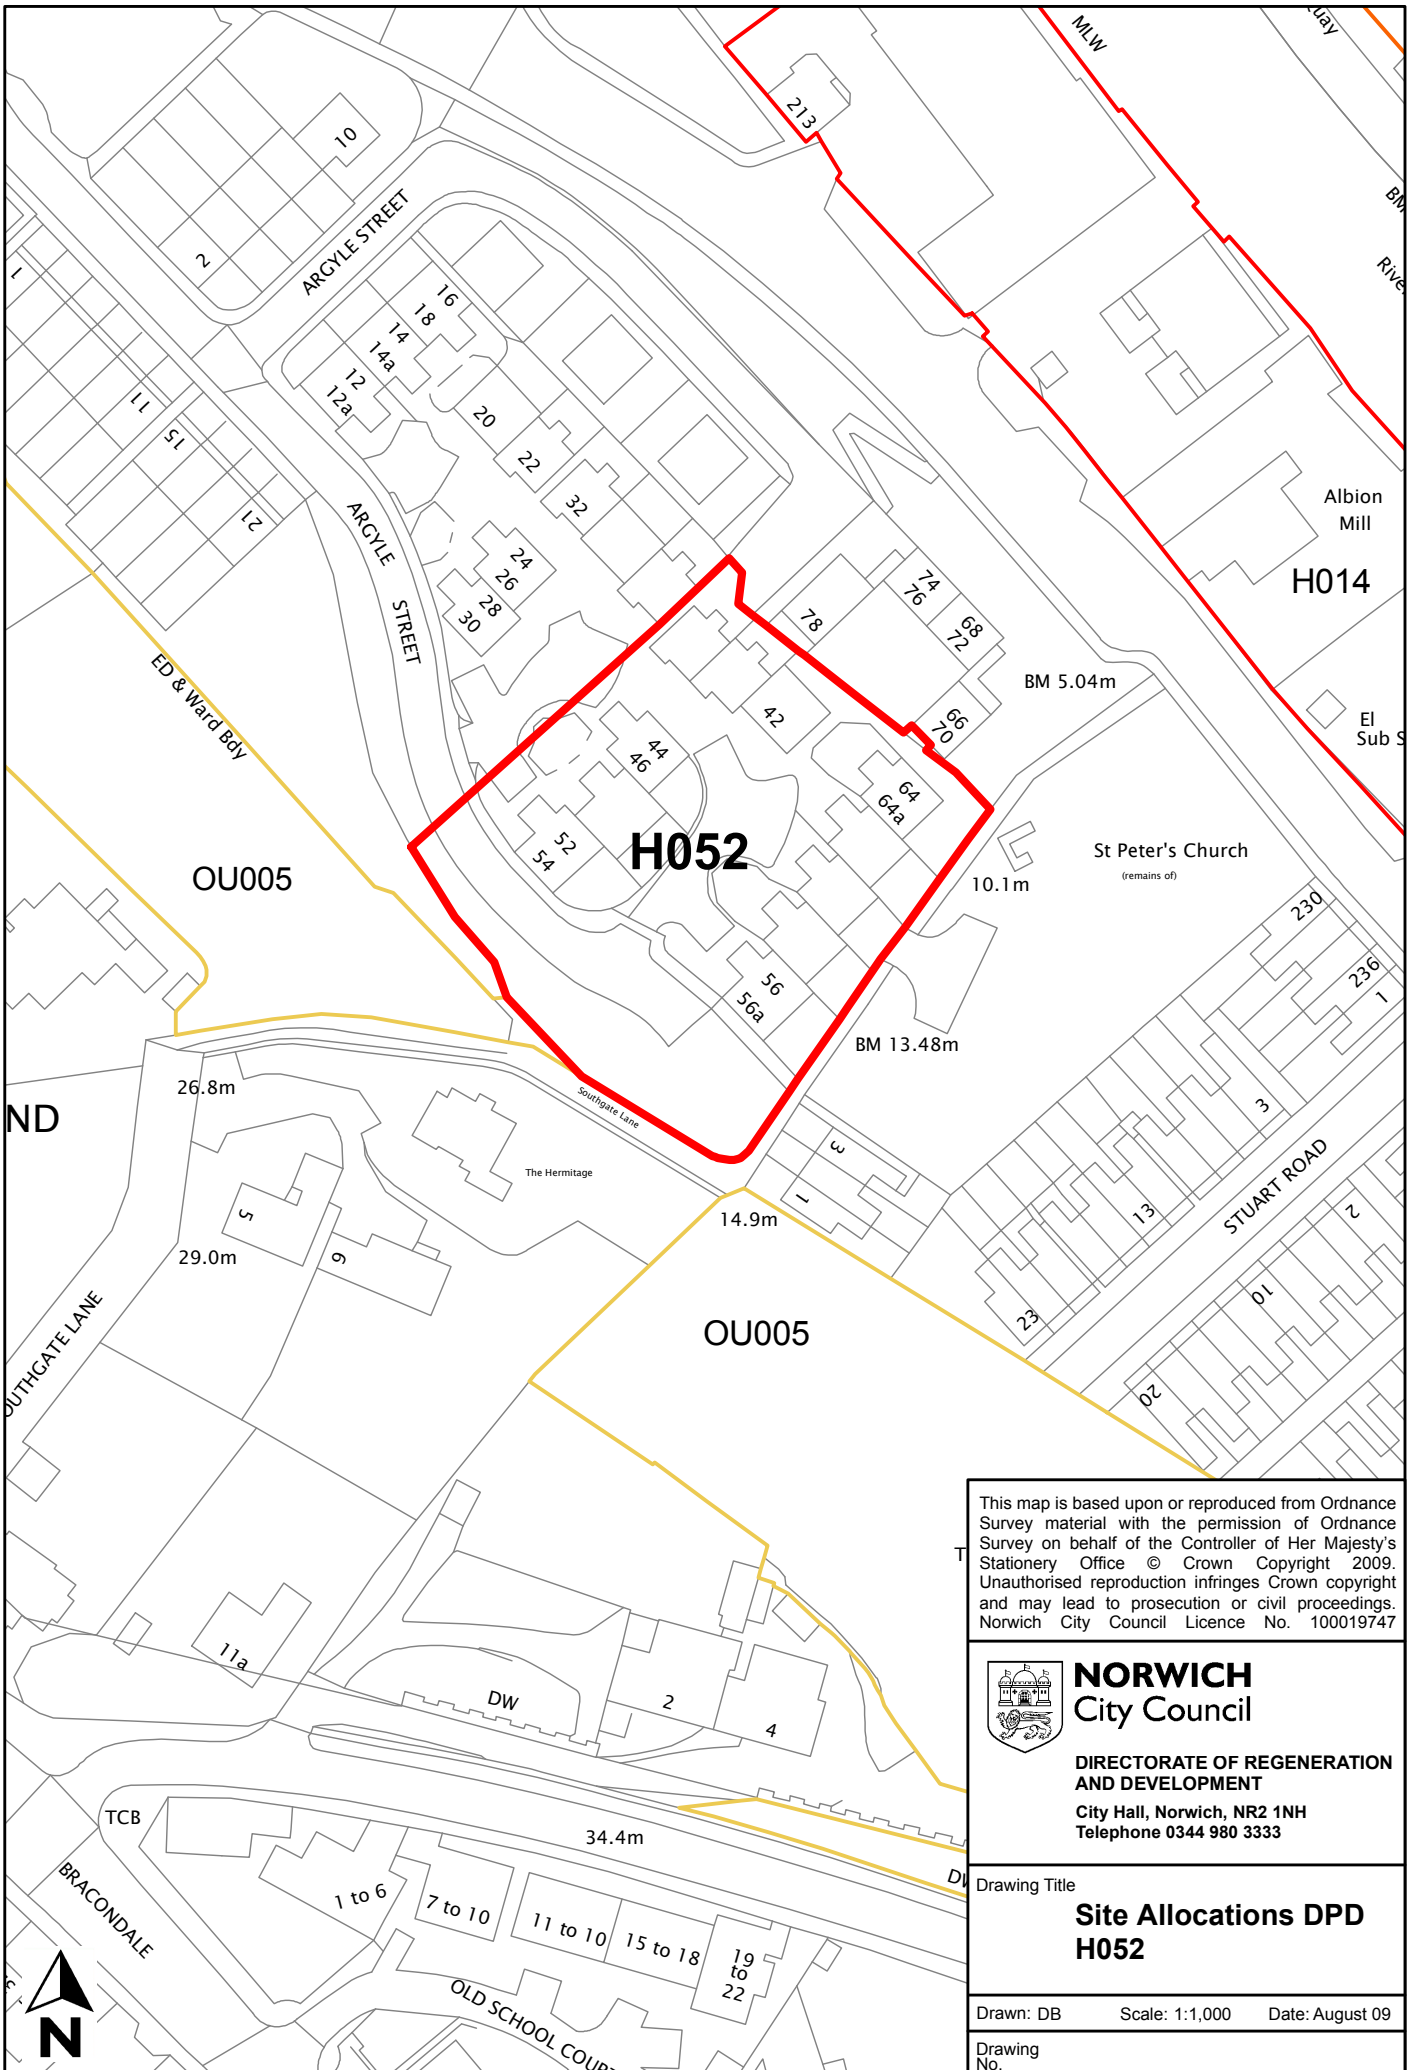 MLW
213
10
2
ARGYLE STREET
1
16
18
14
14a
12
12a
11
15
21
20
22
32
ARGYLE
STREET
24
26
28
30
Albion
Mill
H014
74
76
68
72
78
66
70
BM 5.04m
ED & Ward Bdy
42
44
46
El
Sub S
64
64a
52
54
H052
St Peter's Church
(remains of)
10.1m
OU005
230
236
1
56
56a
BM 13.48m
26.8m
ND
Southgate Lane
The Hermitage
3
1
3
13
23
STUART ROAD
2
10
20
5
6
29.0m
14.9m
OUTHGATE LANE
OU005
T
11a
DW
2
4
TCB
34.4m
DW
BRACONDALE
1 to 6
7 to 10
11 to 10
15 to 18
19
to
22
OLD SCHOOL COURT
N
This map is based upon or reproduced from Ordnance
Survey material with the permission of Ordnance
Survey on behalf of the Controller of Her Majesty's
Stationery Office © Crown Copyright 2009.
Unauthorised reproduction infringes Crown copyright
and may lead to prosecution or civil proceedings.
Norwich City Council Licence No. 100019747
NORWICH
City Council
DIRECTORATE OF REGENERATION
AND DEVELOPMENT
City Hall, Norwich, NR2 1NH
Telephone 0344 980 3333
Drawing Title
Site Allocations DPD
H052
Drawn: DB Scale: 1:1,000 Date: August 09
Drawing
No.